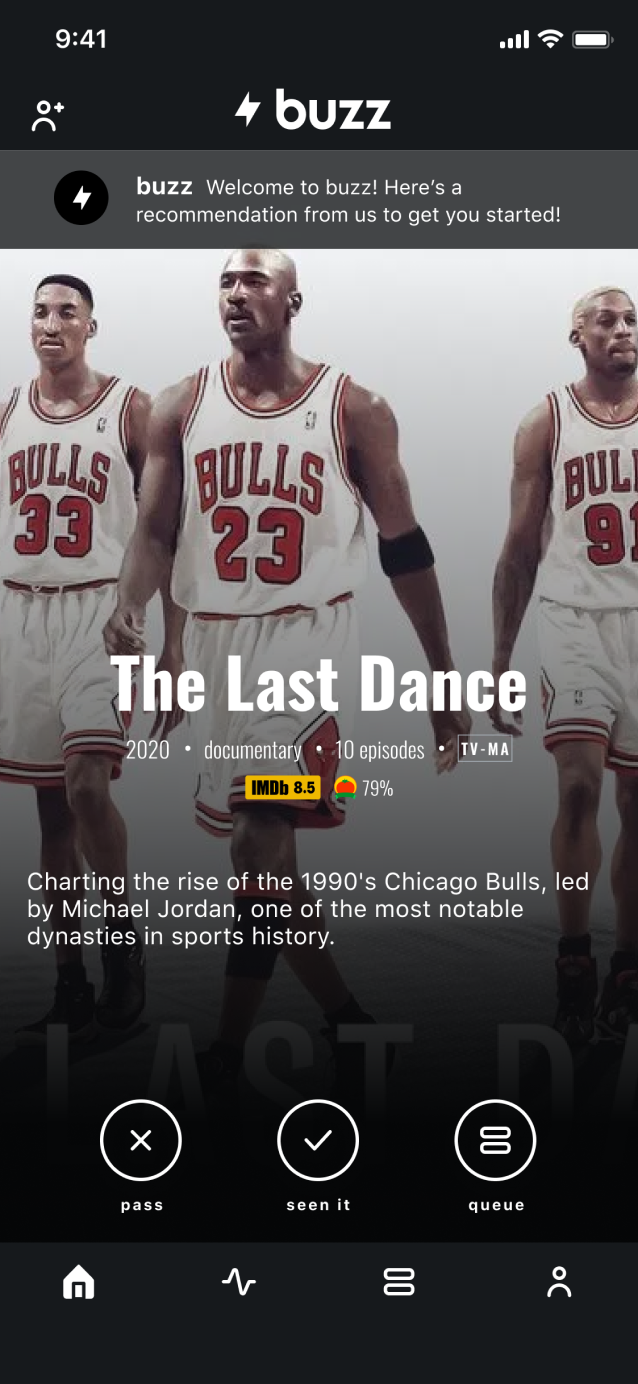 9:41
buzz
buzz Welcome to buzz! Here’s a
recommendation from us to get you started!
BULLS
33
BULLS
23
BULL
91
The Last Dance
2020 • documentary • 10 episodes • TV-MA
IMDb 8.5 79%
Charting the rise of the 1990's Chicago Bulls, led
by Michael Jordan, one of the most notable
dynasties in sports history.
LAST DA
pass
seen it
queue